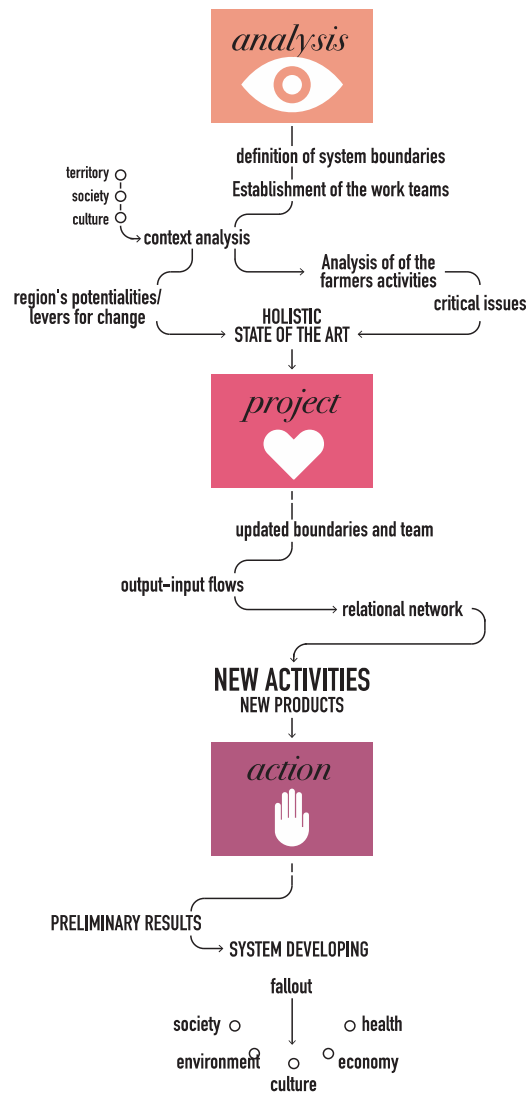 analysis
definition of system boundaries
Establishment of the work teams
territory
society
culture
context analysis
Analysis of of the
farmers activities
region's potentialities/
levers for change
critical issues
HOLISTIC
STATE OF THE ART
project
updated boundaries and team
output–input flows
relational network
NEW ACTIVITIES
NEW PRODUCTS
action
PRELIMINARY RESULTS
SYSTEM DEVELOPING
fallout
society
health
environment
economy
culture